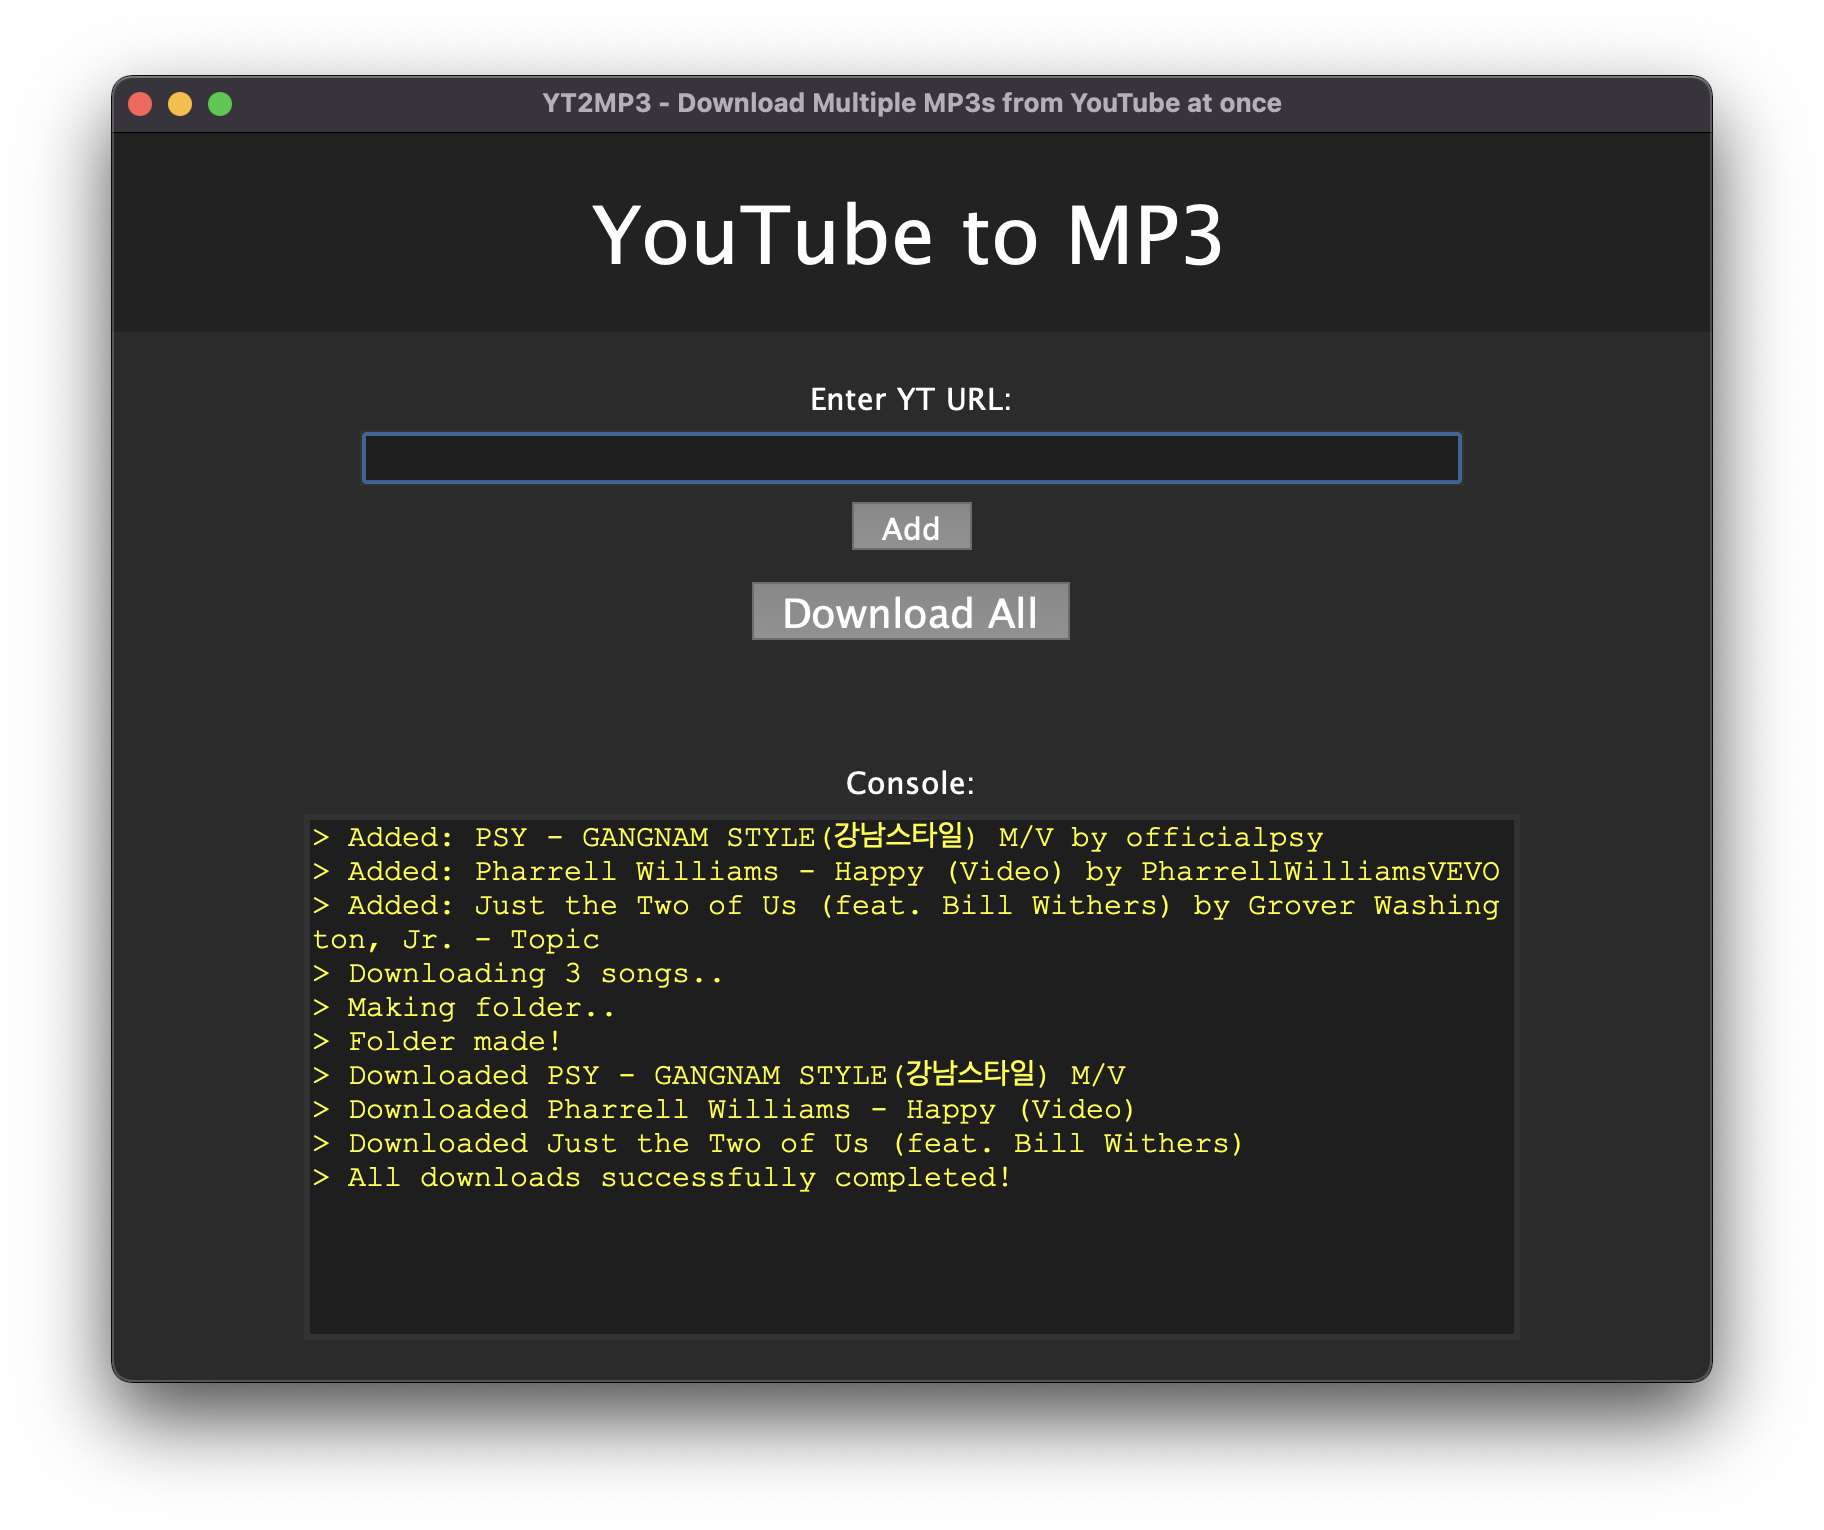 YT2MP3 - Download Multiple MP3s from YouTube at once
YouTube to MP3
Enter YT URL:
Add
Download All
Console:
> Added: PSY - GANGNAM STYLE(강남스타일) M/V by officialpsy
> Added: Pharrell Williams - Happy (Video) by PharrellWilliamsVEVO
> Added: Just the Two of Us (feat. Bill Withers) by Grover Washing
ton, Jr. - Topic
> Downloading 3 songs..
> Making folder..
> Folder made!
> Downloaded PSY - GANGNAM STYLE(강남스타일) M/V
> Downloaded Pharrell Williams - Happy (Video)
> Downloaded Just the Two of Us (feat. Bill Withers)
> All downloads successfully completed!